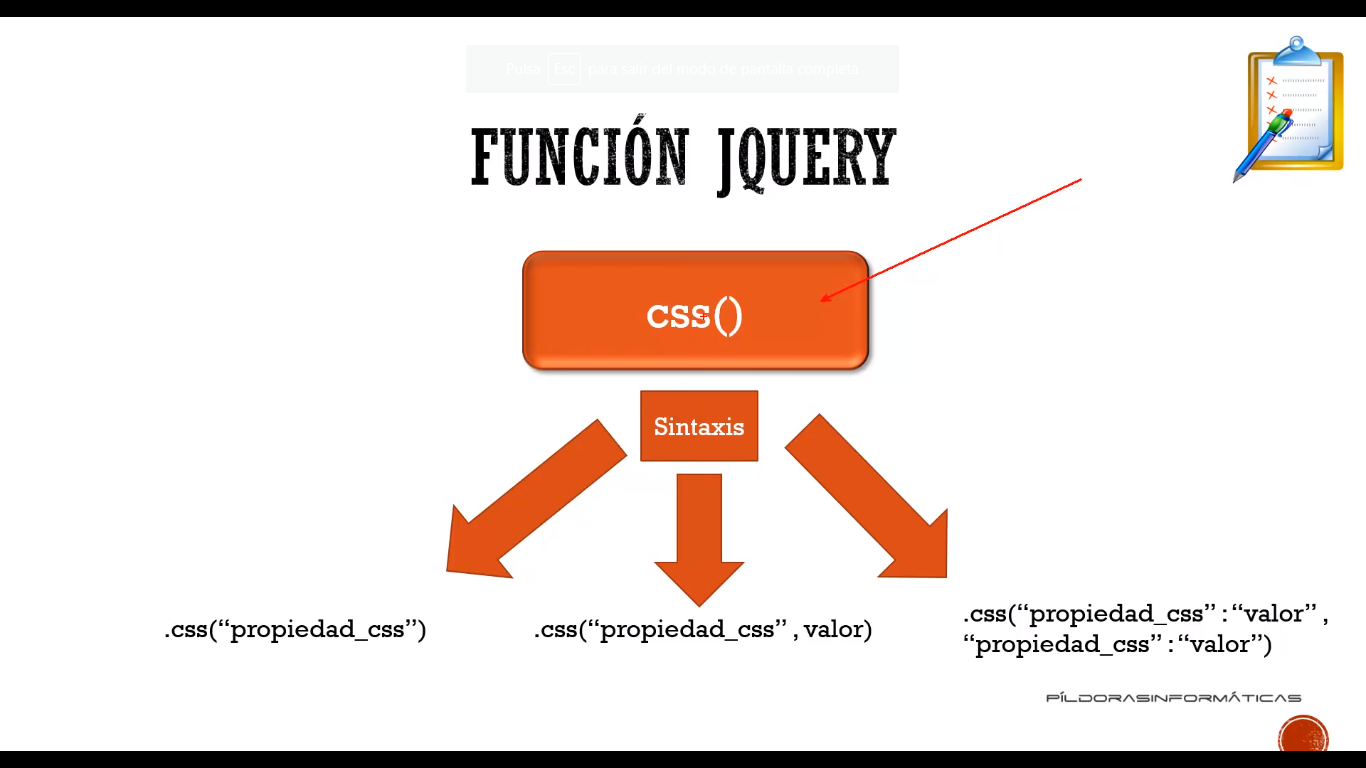 Pulsa Esc para salir del modo de pantalla completa
FUNCIÓN JQUERY
CSS()
Sintaxis
.css(“propiedad_css”)
.css(“propiedad_css” , valor)
.css(“propiedad_css” : “valor” ,
“propiedad_css” : “valor”)
PÍLDORASINFORMÁTICAS